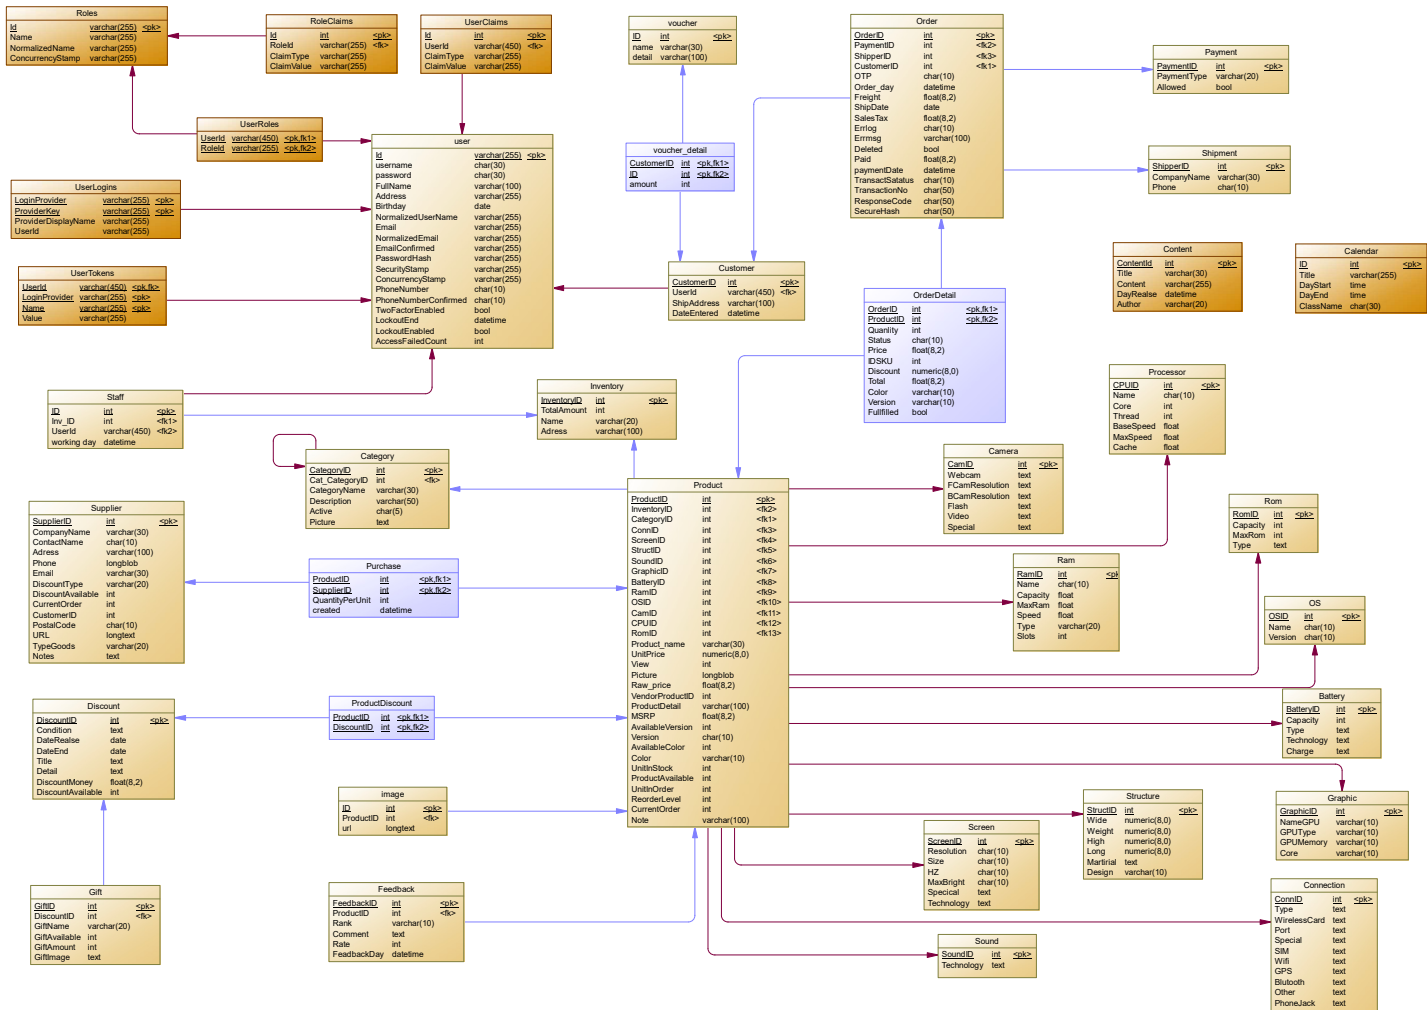 Roles
Id varchar(255) <pk>
Name varchar(255)
NormalizedName varchar(255)
ConcurrencyStamp varchar(255)
RoleClaims
Id int <pk>
RoleId varchar(255) <fk>
ClaimType varchar(255)
ClaimValue varchar(255)
UserClaims
Id int <pk>
UserId varchar(450) <fk>
ClaimType varchar(255)
ClaimValue varchar(255)
voucher
ID int <pk>
name varchar(30)
detail varchar(100)
Order
OrderID int <pk>
PaymentID int <fk2>
ShipperID int <fk3>
CustomerID int <fk1>
OTP char(10)
Order_day datetime
Freight float(8,2)
ShipDate date
SalesTax float(8,2)
Errlog char(10)
Errmsg varchar(100)
Deleted bool
Paid float(8,2)
paymentDate datetime
TransactSatatus char(10)
TransactionNo char(50)
ResponseCode char(50)
SecureHash char(50)
Payment
PaymentID int <pk>
PaymentType varchar(20)
Allowed bool
UserRoles
UserId varchar(450) <pk,fk1>
RoleId varchar(255) <pk,fk2>
user
Id varchar(255) <pk>
username char(30)
password char(30)
FullName varchar(100)
Address varchar(255)
Birthday date
NormalizedUserName varchar(255)
Email varchar(255)
NormalizedEmail varchar(255)
EmailConfirmed varchar(255)
PasswordHash varchar(255)
SecurityStamp varchar(255)
ConcurrencyStamp varchar(255)
PhoneNumber char(10)
PhoneNumberConfirmed char(10)
TwoFactorEnabled bool
LockoutEnd datetime
LockoutEnabled bool
AccessFailedCount int
voucher_detail
CustomerID int <pk,fk1>
ID int <pk,fk2>
amount int
Shipment
ShipperID int <pk>
CompanyName varchar(30)
Phone char(10)
UserLogins
LoginProvider varchar(255) <pk>
ProviderKey varchar(255) <pk>
ProviderDisplayName varchar(255)
UserId varchar(255)
UserTokens
UserId varchar(450) <pk,fk>
LoginProvider varchar(255) <pk>
Name varchar(255) <pk>
Value varchar(255)
Customer
CustomerID int <pk>
UserId varchar(450) <fk>
ShipAddress varchar(100)
DateEntered datetime
Content
ContentId int <pk>
Title varchar(30)
Content varchar(255)
DayRealse datetime
Author varchar(20)
Calendar
ID int <pk>
Title varchar(255)
DayStart time
DayEnd time
ClassName char(30)
OrderDetail
OrderID int <pk,fk1>
ProductID int <pk,fk2>
Quanlity int
Status char(10)
Price float(8,2)
IDSKU int
Discount numeric(8,0)
Total float(8,2)
Color varchar(10)
Version varchar(10)
Fullfilled bool
Staff
ID int <pk>
Inv_ID int <fk1>
UserId varchar(450) <fk2>
working day datetime
Inventory
InventoryID int <pk>
TotalAmount int
Name varchar(20)
Adress varchar(100)
Processor
CPUID int <pk>
Name char(10)
Core int
Thread int
BaseSpeed float
MaxSpeed float
Cache float
Category
CategoryID int <pk>
Cat_CategoryID int <fk>
CategoryName varchar(30)
Description varchar(50)
Active char(5)
Picture text
Camera
CamID int <pk>
Webcam text
FCamResolution text
BCamResolution text
Flash text
Video text
Special text
Product
ProductID int <pk>
InventoryID int <fk2>
CategoryID int <fk1>
ConnID int <fk3>
ScreenID int <fk4>
StructID int <fk5>
SoundID int <fk6>
GraphicID int <fk7>
BatteryID int <fk8>
RamID int <fk9>
OSID int <fk10>
CamID int <fk11>
CPUID int <fk12>
RomID int <fk13>
Product_name varchar(30)
UnitPrice numeric(8,0)
View int
Picture longblob
Raw_price float(8,2)
VendorProductID int
ProductDetail varchar(100)
MSRP float(8,2)
AvailableVersion int
Version char(10)
AvailableColor int
Color varchar(10)
UnitInStock int
ProductAvailable int
UnitInOrder int
ReorderLevel int
CurrentOrder int
Note varchar(100)
Supplier
SupplierID int <pk>
CompanyName varchar(30)
ContactName char(10)
Adress varchar(100)
Phone longblob
Email varchar(30)
DiscountType varchar(20)
DiscountAvailable int
CurrentOrder int
CustomerID int
PostalCode char(10)
URL longtext
TypeGoods varchar(20)
Notes text
Rom
RomID int <pk>
Capacity int
MaxRom int
Type text
Purchase
ProductID int <pk,fk1>
SupplierID int <pk,fk2>
QuantityPerUnit int
created datetime
Ram
RamID int <pk
Name char(10)
Capacity float
MaxRam float
Speed float
Type varchar(20)
Slots int
OS
OSID int <pk>
Name char(10)
Version char(10)
Discount
DiscountID int <pk>
Condition text
DateRealse date
DateEnd date
Title text
Detail text
DiscountMoney float(8,2)
DiscountAvailable int
ProductDiscount
ProductID int <pk,fk1>
DiscountID int <pk,fk2>
Battery
BatteryID int <pk>
Capacity int
Type text
Technology text
Charge text
image
ID int <pk>
ProductID int <fk>
url longtext
Structure
StructID int <pk>
Wide numeric(8,0)
Weight numeric(8,0)
High numeric(8,0)
Long numeric(8,0)
Martirial text
Design varchar(10)
Graphic
GraphicID int <pk>
NameGPU varchar(10)
GPUType varchar(10)
GPUMemory varchar(10)
Core varchar(10)
Screen
ScreenID int <pk>
Resolution char(10)
Size char(10)
HZ char(10)
MaxBright char(10)
Specical text
Technology text
Gift
GiftID int <pk>
DiscountID int <fk>
GiftName varchar(20)
GiftAvailable int
GiftAmount int
GiftImage text
Feedback
FeedbackID int <pk>
ProductID int <fk>
Rank varchar(10)
Comment text
Rate int
FeadbackDay datetime
Connection
ConnID int <pk>
Type text
WirelessCard text
Port text
Special text
SIM text
Wifi text
GPS text
Blutooth text
Other text
PhoneJack text
Sound
SoundID int <pk>
Technology text